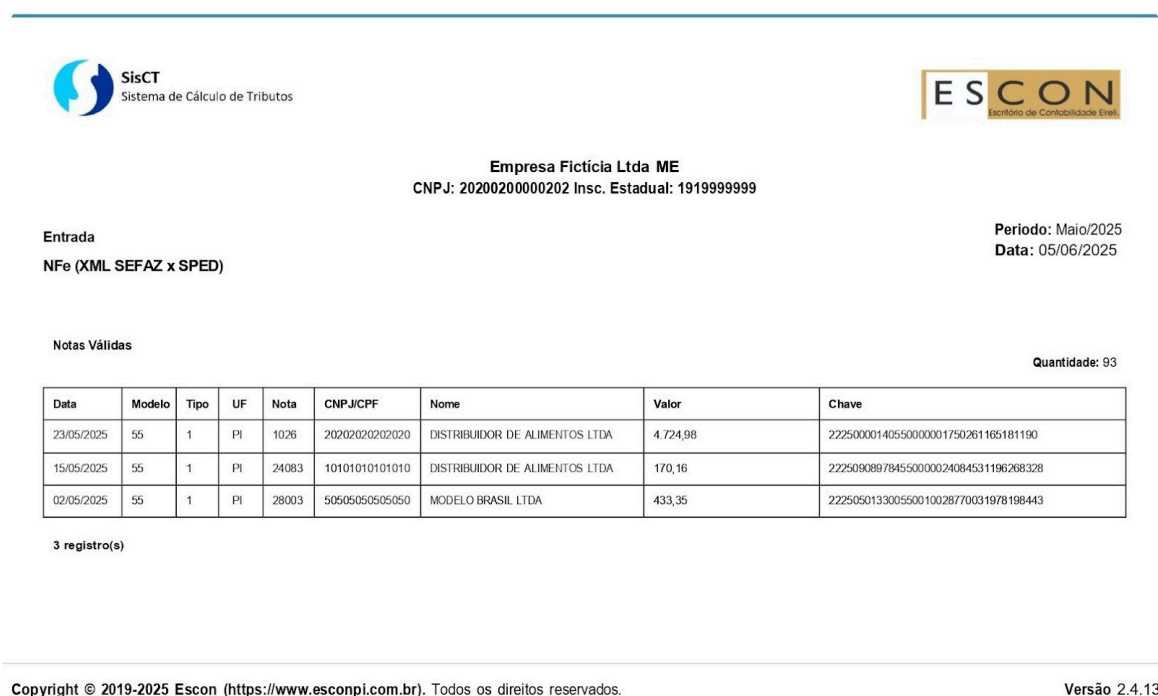 SisCT
Sistema de Cálculo de Tributos
ESCON
Escritório de Contabilidade Eireli.
Empresa Fictícia Ltda ME
CNPJ: 20200200000202 Insc. Estadual: 1919999999
Entrada
Periodo: Maio/2025
NFe (XML SEFAZ x SPED)
Data: 05/06/2025
Notas Válidas
Quantidade: 93
Data Modelo Tipo UF Nota CNPJ/CPF Nome Valor Chave
23/05/2025 55 1 PI 1026 20202020202020 DISTRIBUIDOR DE ALIMENTOS LTDA 4.724,98 2225000014055000001750261165181190
15/05/2025 55 1 PI 24083 10101010101010 DISTRIBUIDOR DE ALIMENTOS LTDA 170,16 22250908978455000002408453119626832​8
02/05/2025 55 1 PI 28003 50505050505050 MODELO BRASIL LTDA 433,35 22250501330055001002877003197819844​3
3 registro(s)
Copyright © 2019-2025 Escon (https://www.esconpi.com.br). Todos os direitos reservados.
Versão 2.4.13